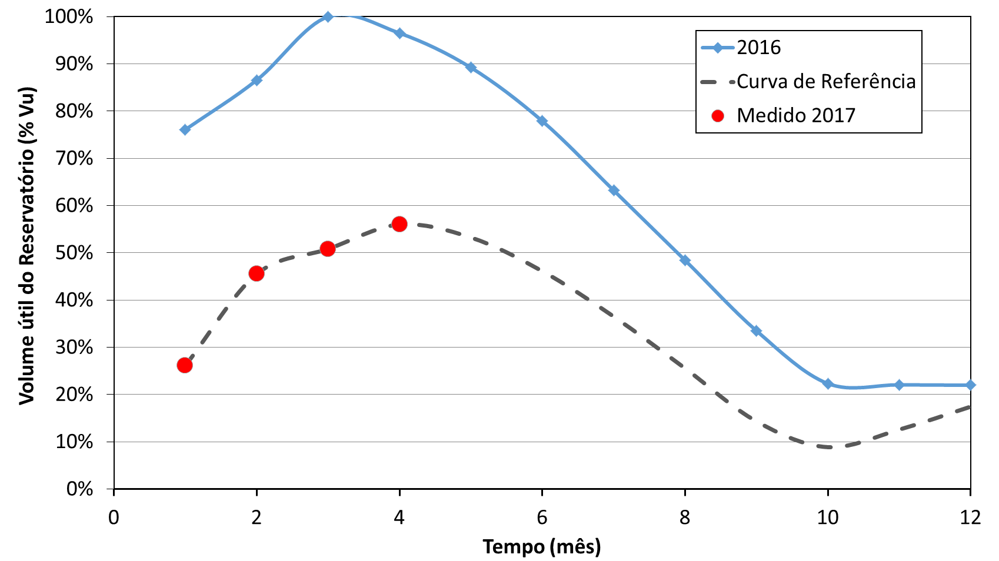 100%
90%
80%
70%
60%
50%
40%
30%
20%
10%
0%
Volume útil do Reservatório (% Vu)
2016
Curva de Referência
Medido 2017
0 2 4 6 8 10 12
Tempo (mês)